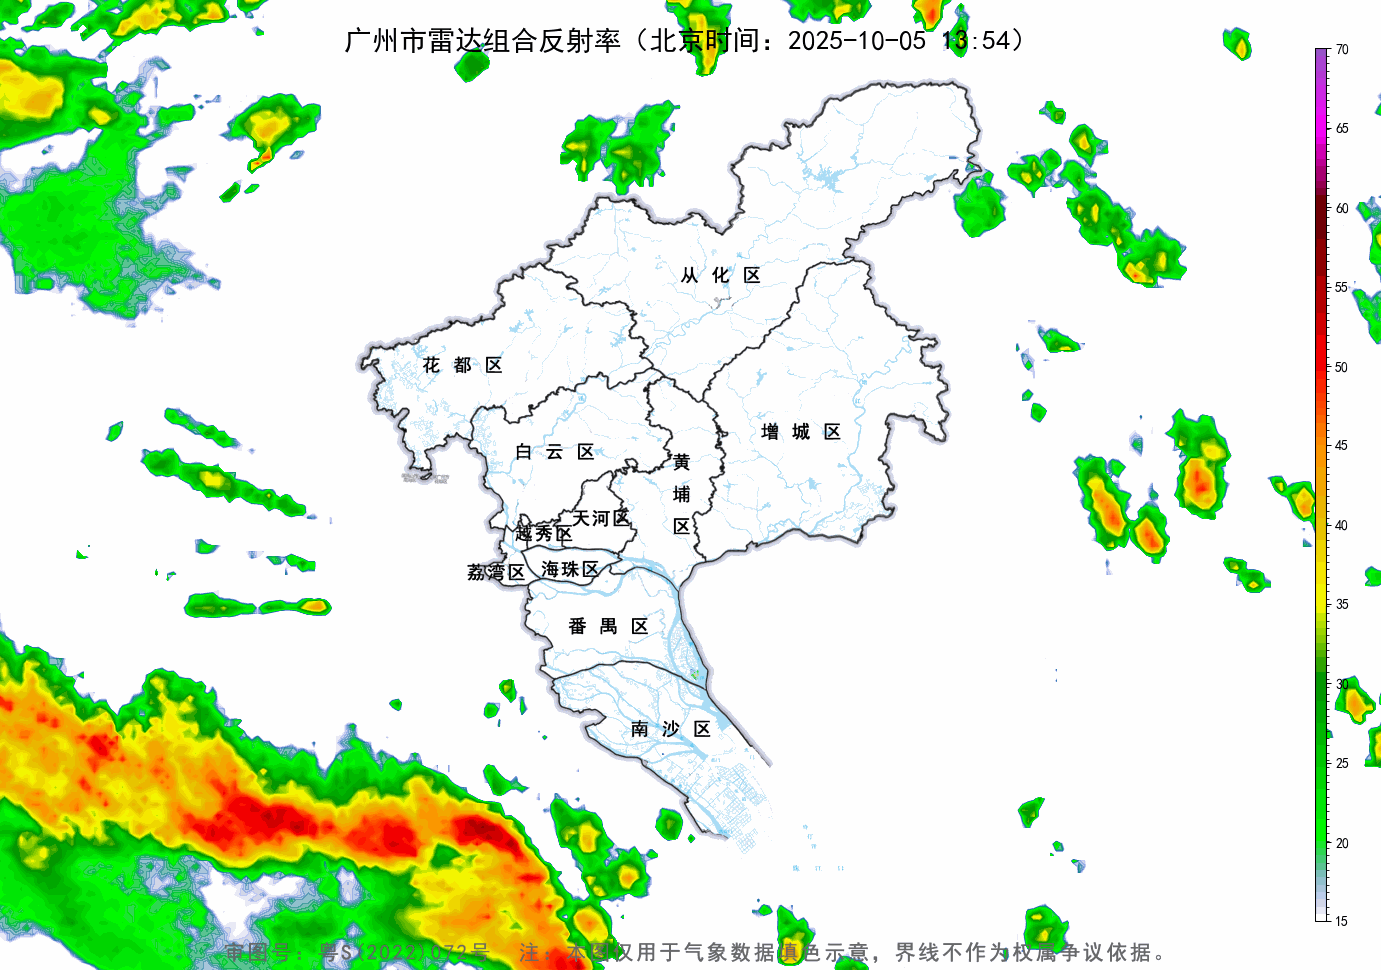 广州市雷达组合反射率（北京时间：2025-10-05 13:54）
70
65
60
55
50
45
40
35
30
25
20
15
从化区
花都区
增城区
白云区
黄埔区
天河区
越秀区
荔湾区
海珠区
番禺区
南沙区
审图号：粤S(2022)072号 注：本图仅用于气象数据填色示意，界线不作为权属争议依据。